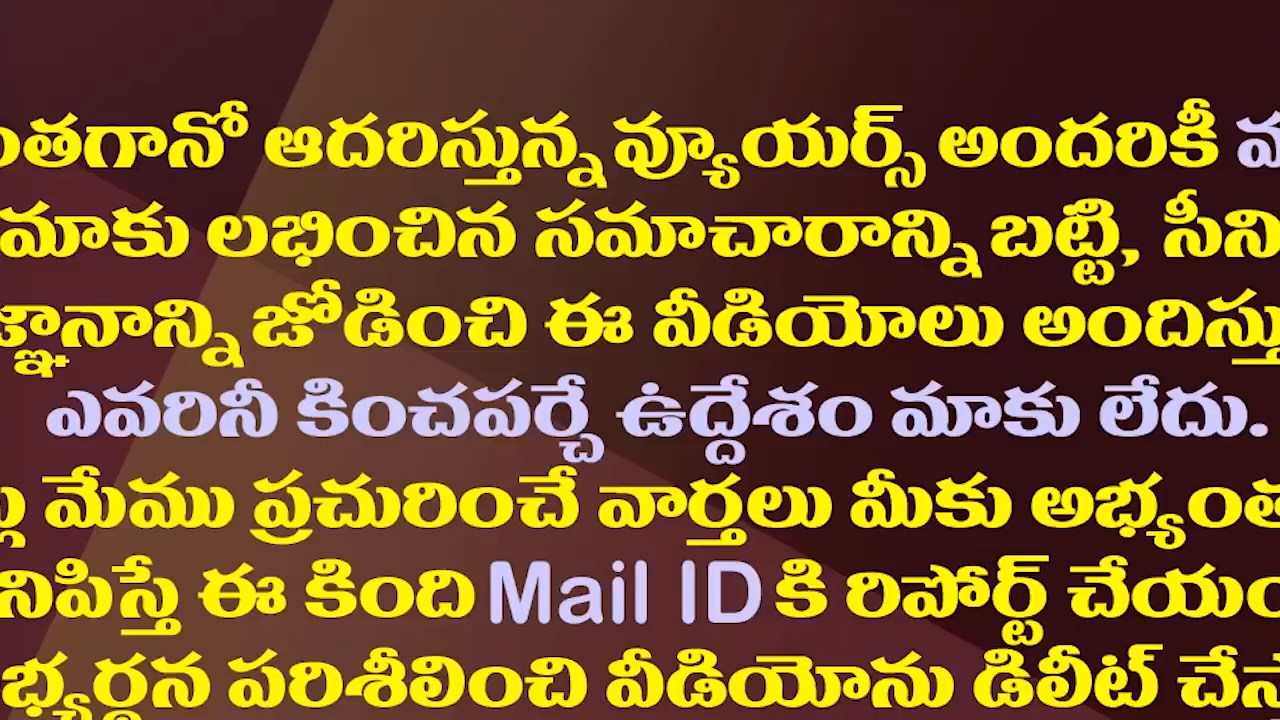 ఆదరిస్తున్న వ్యూయర్స్ అందరికీ
మాకు లభించిన సమాచారాన్ని బట్టి,
జోడించి ఈ వీడియోలు
ఎవరినీ కించపర్చే ఉద్దేశం మాకు లేదు.
మేము ప్రచురించే వార్తలు మీకు
ఈ కింది Mail ID కి రిపోర్ట్
పరిశీలించి వీడియోను డిలీట్